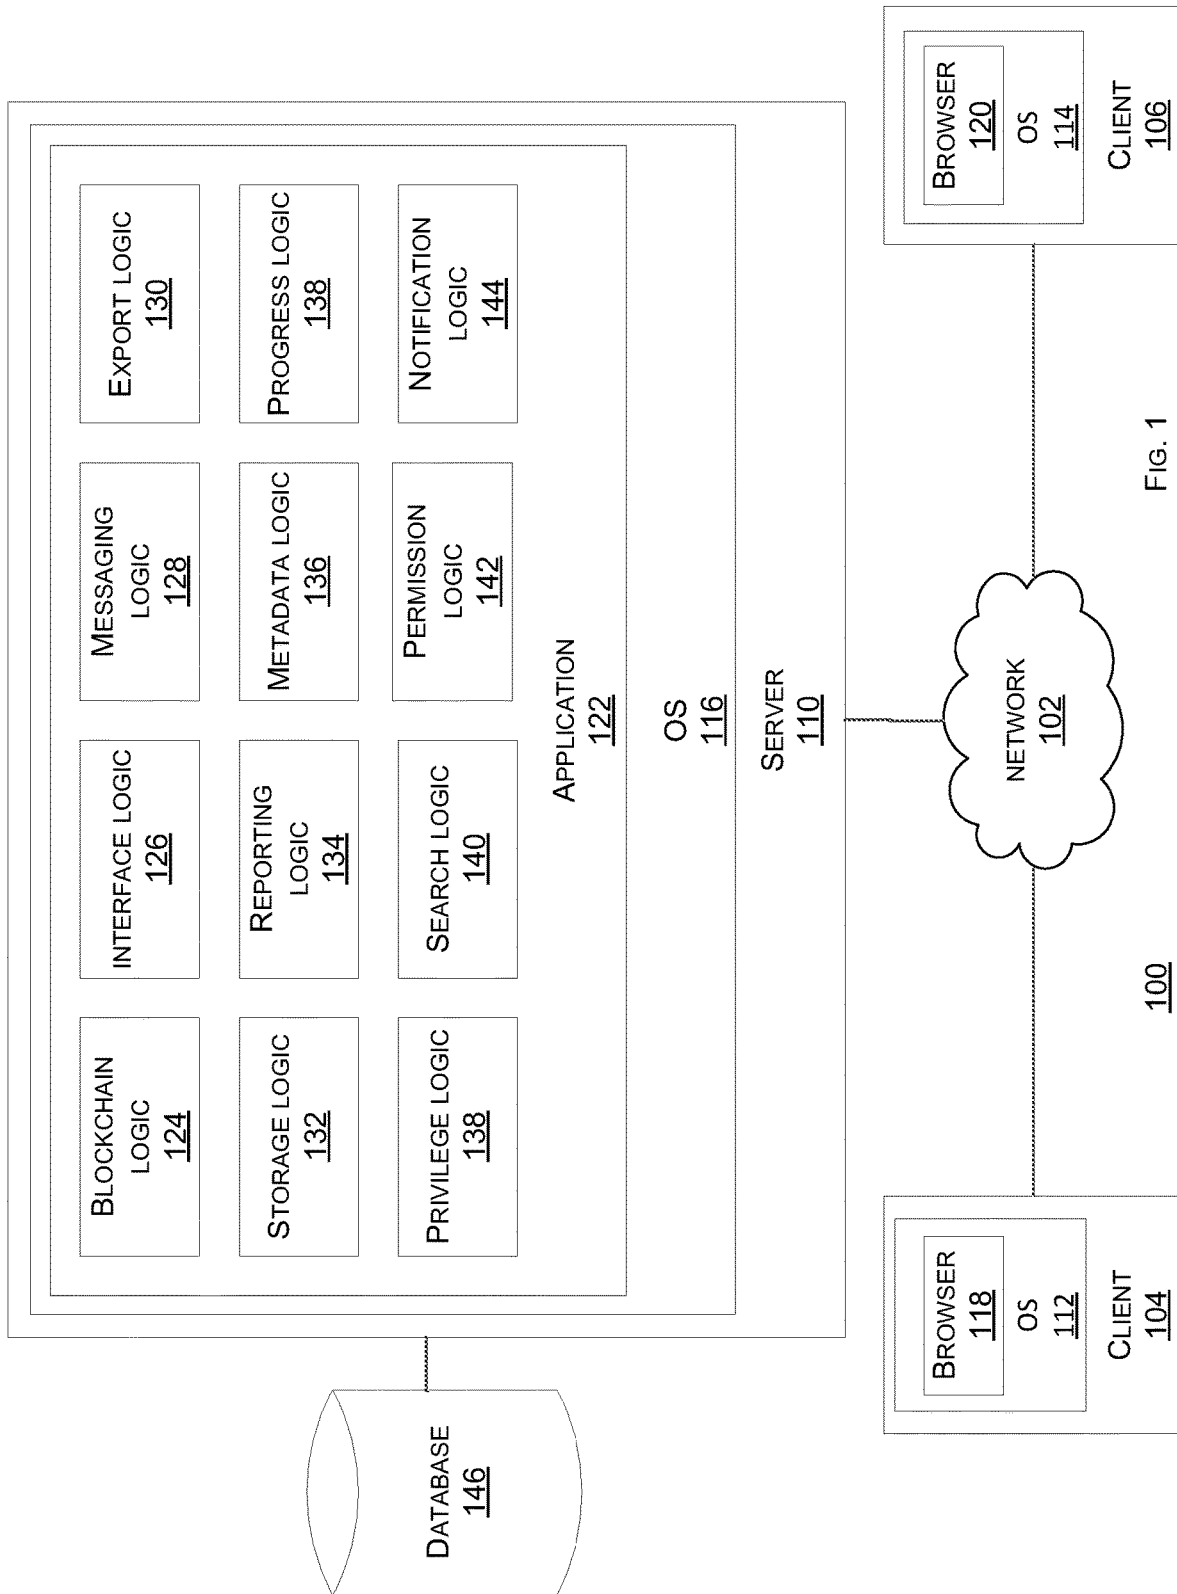 BLOCKCHAIN
LOGIC
124
INTERFACE LOGIC
126
MESSAGING
LOGIC
128
EXPORT LOGIC
130
STORAGE LOGIC
132
REPORTING
LOGIC
134
METADATA LOGIC
136
PROGRESS LOGIC
138
PRIVILEGE LOGIC
138
SEARCH LOGIC
140
PERMISSION
LOGIC
142
NOTIFICATION
LOGIC
144
APPLICATION
122
OS
116
SERVER
110
DATABASE
146
NETWORK
102
BROWSER
118
OS
112
CLIENT
104
BROWSER
120
OS
114
CLIENT
106
100
FIG. 1